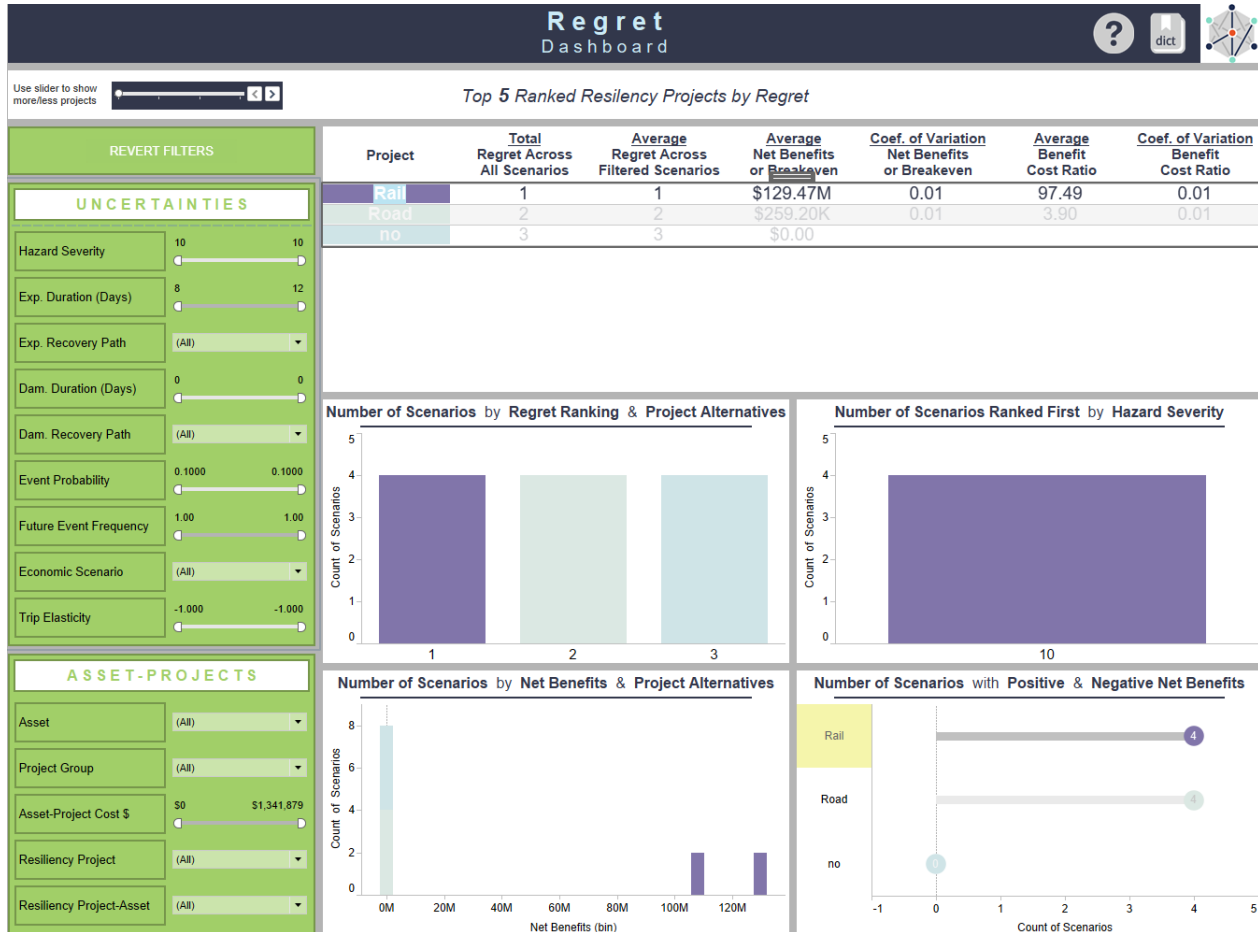 Regret
Dashboard
?
dict
Use slider to show
more/less projects
Top 5 Ranked Resilency Projects by Regret
REVERT FILTERS
Project
Total
Regret Across
All Scenarios
Average
Regret Across
Filtered Scenarios
Average
Net Benefits
or Breakeven
Coef. of Variation
Net Benefits
or Breakeven
Average
Benefit
Cost Ratio
Coef. of Variation
Benefit
Cost Ratio
Rail 1 1 $129.47M 0.01 97.49 0.01
Road 2 2 $259.20K 0.01 3.90 0.01
no 3 3 $0.00
UNCERTAINTIES
Hazard Severity 10 10
Exp. Duration (Days) 8 12
Exp. Recovery Path (All)
Dam. Duration (Days) 0 0
Dam. Recovery Path (All)
Event Probability 0.1000 0.1000
Future Event Frequency 1.00 1.00
Economic Scenario (All)
Trip Elasticity -1.000 -1.000
ASSET-PROJECTS
Asset (All)
Project Group (All)
Asset-Project Cost $ $0 $1,341,879
Resiliency Project (All)
Resiliency Project-Asset (All)
Number of Scenarios by Regret Ranking & Project Alternatives
Count of Scenarios
5
4
3
2
1
0
1 2 3
Number of Scenarios Ranked First by Hazard Severity
Count of Scenarios
5
4
3
2
1
0
10
Number of Scenarios by Net Benefits & Project Alternatives
Count of Scenarios
8
6
4
2
0
0M 20M 40M 60M 80M 100M 120M
Net Benefits (bin)
Number of Scenarios with Positive & Negative Net Benefits
Rail 4
Road 4
no 0
-1 0 1 2 3 4 5
Count of Scenarios